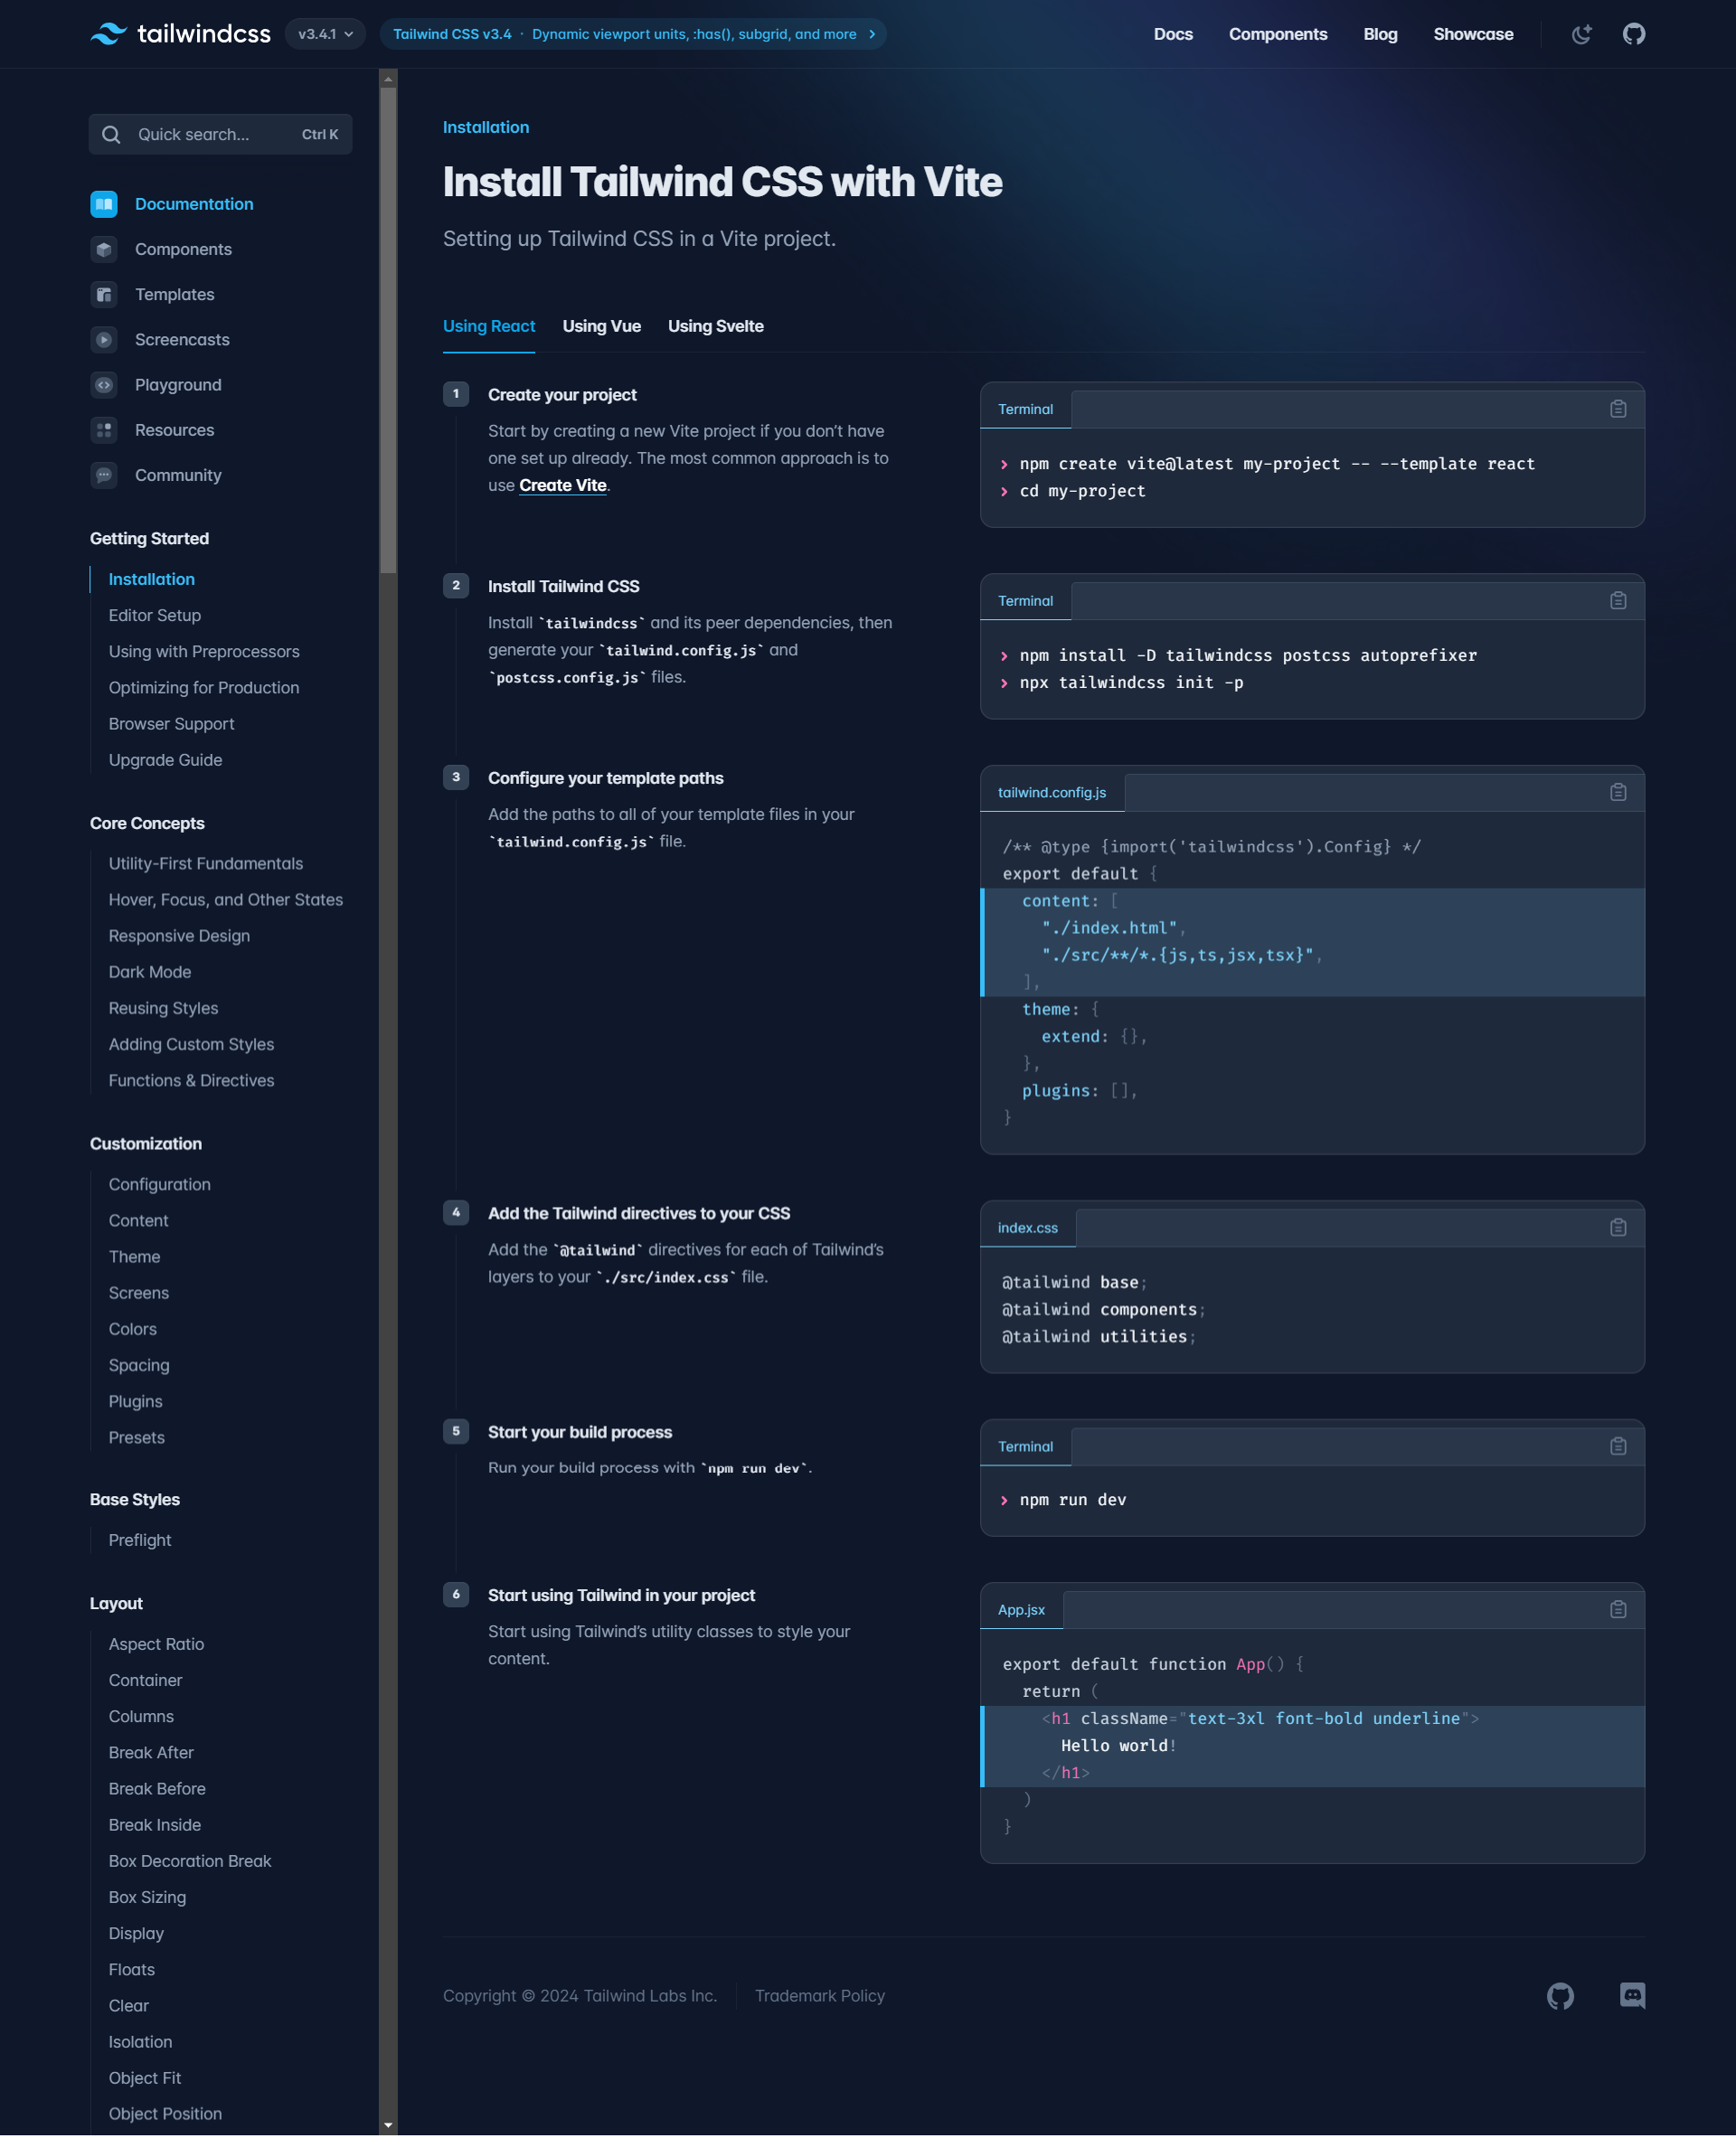 tailwindcss
v3.4.1
Tailwind CSS v3.4 · Dynamic viewport units, :has(), subgrid, and more
Docs
Components
Blog
Showcase
Quick search...
Ctrl K
Documentation
Components
Templates
Screencasts
Playground
Resources
Community
Getting Started
Installation
Editor Setup
Using with Preprocessors
Optimizing for Production
Browser Support
Upgrade Guide
Core Concepts
Utility-First Fundamentals
Hover, Focus, and Other States
Responsive Design
Dark Mode
Reusing Styles
Adding Custom Styles
Functions & Directives
Customization
Configuration
Content
Theme
Screens
Colors
Spacing
Plugins
Presets
Base Styles
Preflight
Layout
Aspect Ratio
Container
Columns
Break After
Break Before
Break Inside
Box Decoration Break
Box Sizing
Display
Floats
Clear
Isolation
Object Fit
Object Position
Installation
Install Tailwind CSS with Vite
Setting up Tailwind CSS in a Vite project.
Using React
Using Vue
Using Svelte
1
Create your project
Start by creating a new Vite project if you don’t have
one set up already. The most common approach is to
use Create Vite.
Terminal
> npm create vite@latest my-project -- --template react
> cd my-project
2
Install Tailwind CSS
Install `tailwindcss` and its peer dependencies, then
generate your `tailwind.config.js` and
`postcss.config.js` files.
Terminal
> npm install -D tailwindcss postcss autoprefixer
> npx tailwindcss init -p
3
Configure your template paths
Add the paths to all of your template files in your
`tailwind.config.js` file.
tailwind.config.js
/** @type {import('tailwindcss').Config} */
export default {
  content: [
    "./index.html",
    "./src/**/*.{js,ts,jsx,tsx}",
  ],
  theme: {
    extend: {},
  },
  plugins: [],
}
4
Add the Tailwind directives to your CSS
Add the `@tailwind` directives for each of Tailwind’s
layers to your `./src/index.css` file.
index.css
@tailwind base;
@tailwind components;
@tailwind utilities;
5
Start your build process
Run your build process with `npm run dev`.
Terminal
> npm run dev
6
Start using Tailwind in your project
Start using Tailwind’s utility classes to style your
content.
App.jsx
export default function App() {
  return (
    <h1 className="text-3xl font-bold underline">
      Hello world!
    </h1>
  )
}
Copyright © 2024 Tailwind Labs Inc.
Trademark Policy